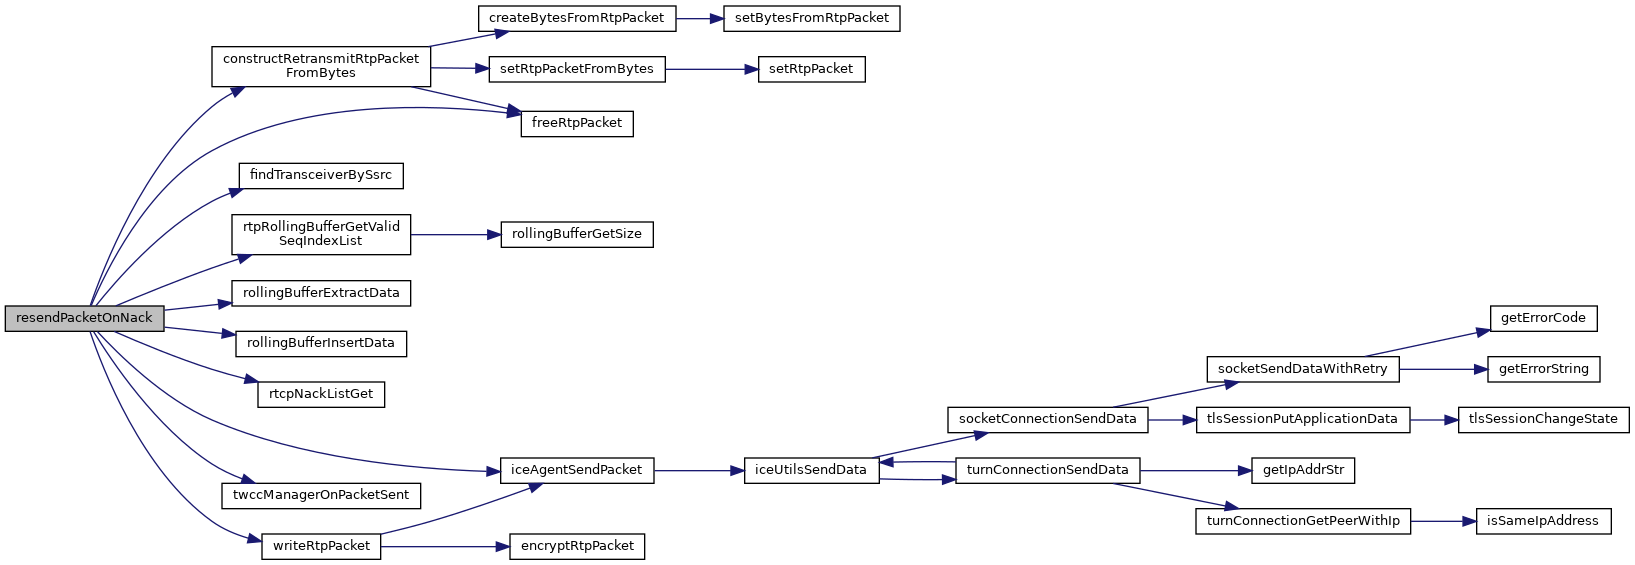 createBytesFromRtpPacket
setBytesFromRtpPacket
constructRetransmitRtpPacket
FromBytes
setRtpPacketFromBytes
setRtpPacket
freeRtpPacket
findTransceiverBySsrc
rtpRollingBufferGetValid
SeqIndexList
rollingBufferGetSize
rollingBufferExtractData
resendPacketOnNack
getErrorCode
rollingBufferInsertData
socketSendDataWithRetry
getErrorString
rtcpNackListGet
socketConnectionSendData
tlsSessionPutApplicationData
tlsSessionChangeState
iceAgentSendPacket
iceUtilsSendData
turnConnectionSendData
getIpAddrStr
twccManagerOnPacketSent
turnConnectionGetPeerWithIp
isSameIpAddress
writeRtpPacket
encryptRtpPacket